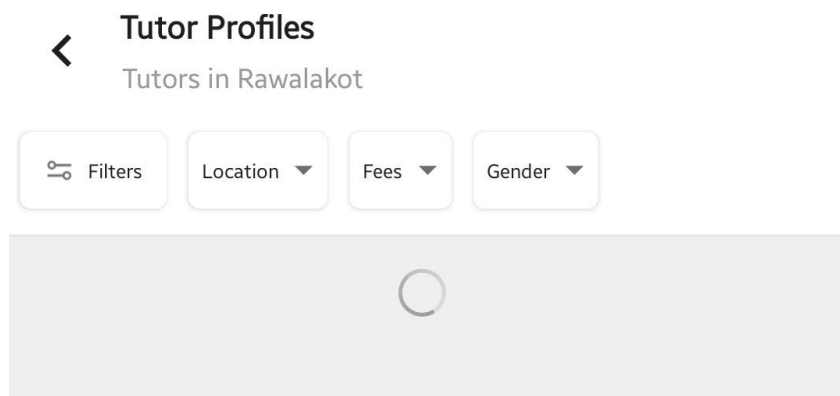 Tutor Profiles
Tutors in Rawalakot
Filters Location Fees Gender